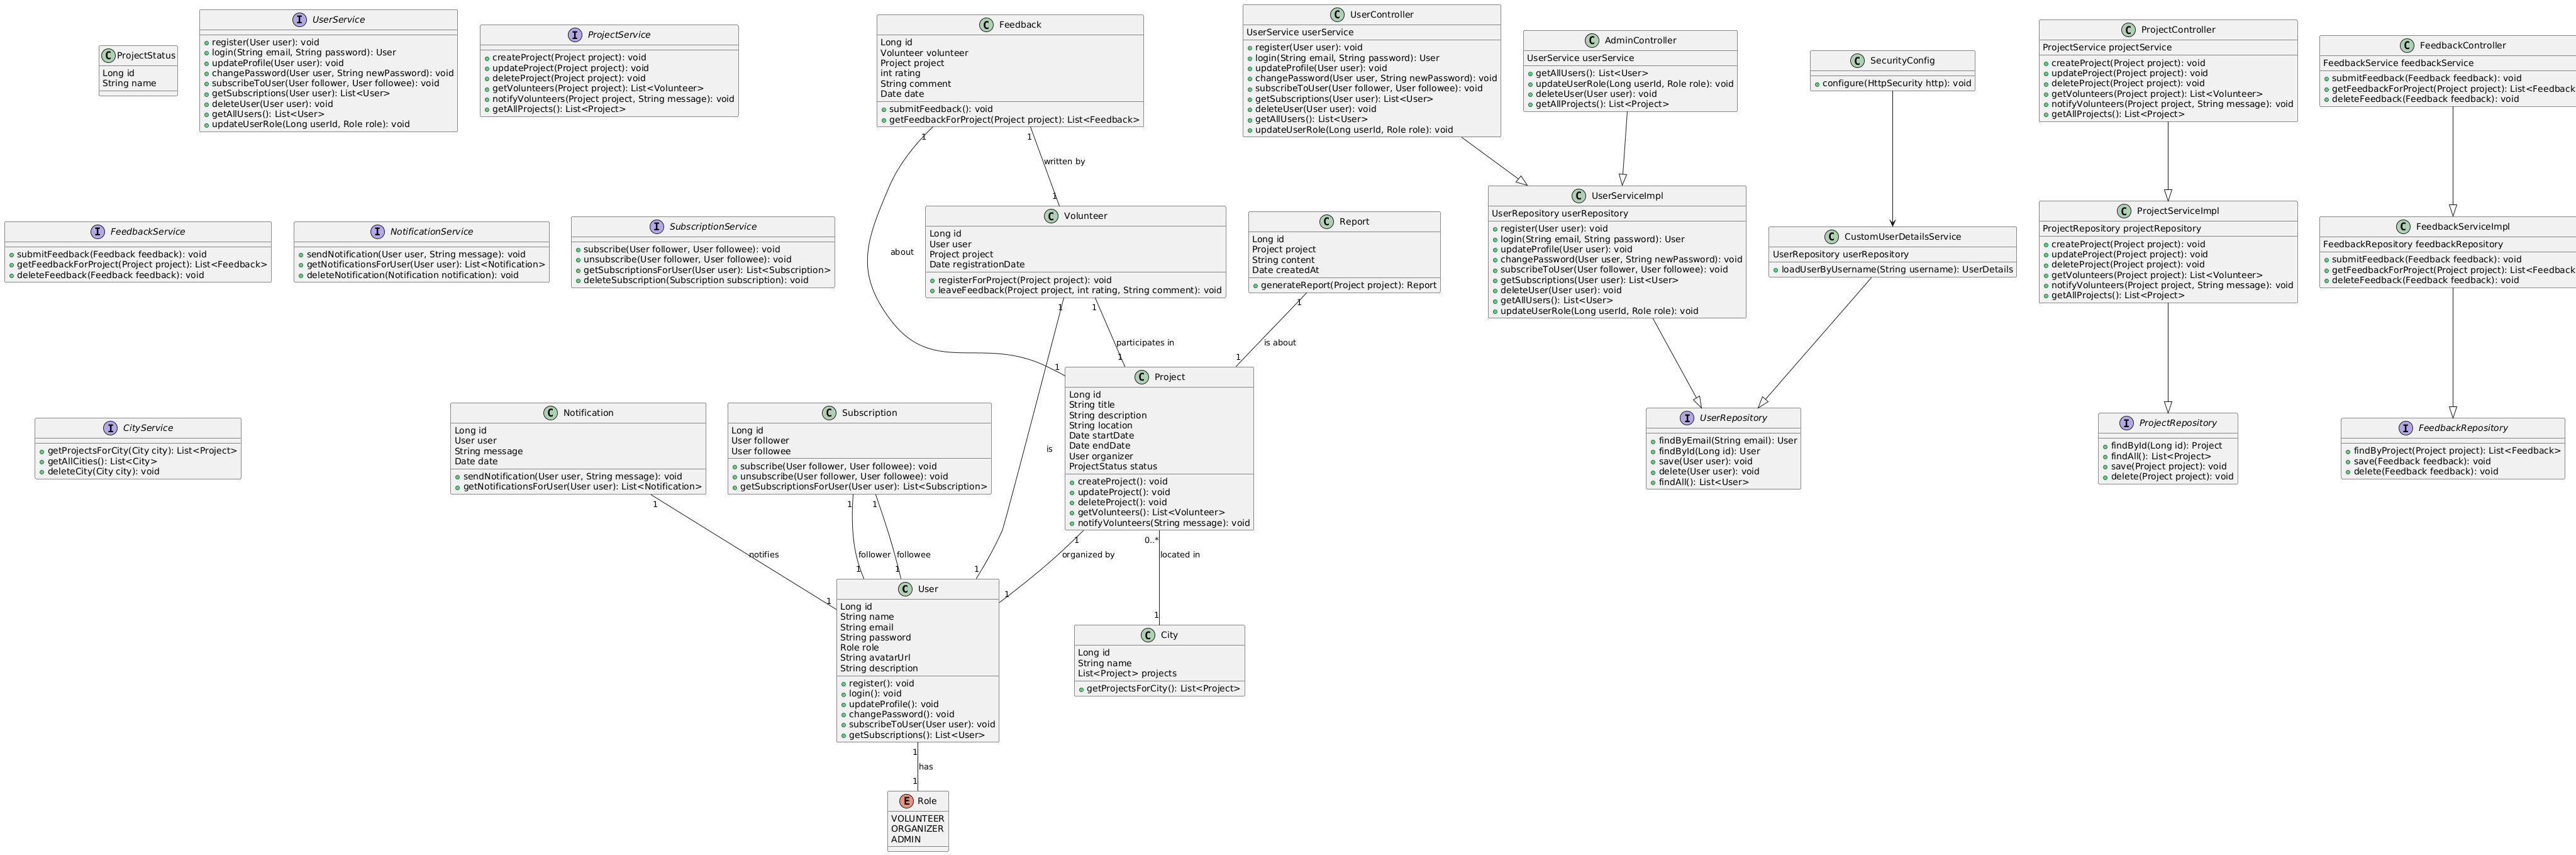 ProjectStatus
Long id
String name
UserService
register(User user): void
login(String email, String password): User
updateProfile(User user): void
changePassword(User user, String newPassword): void
subscribeToUser(User follower, User followee): void
getSubscriptions(User user): List<User>
deleteUser(User user): void
getAllUsers(): List<User>
updateUserRole(Long userId, Role role): void
ProjectService
createProject(Project project): void
updateProject(Project project): void
deleteProject(Project project): void
getVolunteers(Project project): List<Volunteer>
notifyVolunteers(Project project, String message): void
getAllProjects(): List<Project>
Feedback
Long id
Volunteer volunteer
Project project
int rating
String comment
Date date
submitFeedback(): void
getFeedbackForProject(Project project): List<Feedback>
UserController
UserService userService
register(User user): void
login(String email, String password): User
updateProfile(User user): void
changePassword(User user, String newPassword): void
subscribeToUser(User follower, User followee): void
getSubscriptions(User user): List<User>
deleteUser(User user): void
getAllUsers(): List<User>
updateUserRole(Long userId, Role role): void
AdminController
UserService userService
getAllUsers(): List<User>
updateUserRole(Long userId, Role role): void
deleteUser(User user): void
getAllProjects(): List<Project>
SecurityConfig
configure(HttpSecurity http): void
ProjectController
ProjectService projectService
createProject(Project project): void
updateProject(Project project): void
deleteProject(Project project): void
getVolunteers(Project project): List<Volunteer>
notifyVolunteers(Project project, String message): void
getAllProjects(): List<Project>
FeedbackController
FeedbackService feedbackService
submitFeedback(Feedback feedback): void
getFeedbackForProject(Project project): List<Feedback
deleteFeedback(Feedback feedback): void
1
1
written by
1
about
1
FeedbackService
submitFeedback(Feedback feedback): void
getFeedbackForProject(Project project): List<Feedback>
deleteFeedback(Feedback feedback): void
NotificationService
sendNotification(User user, String message): void
getNotificationsForUser(User user): List<Notification>
deleteNotification(Notification notification): void
SubscriptionService
subscribe(User follower, User followee): void
unsubscribe(User follower, User followee): void
getSubscriptionsForUser(User user): List<Subscription>
deleteSubscription(Subscription subscription): void
Volunteer
Long id
User user
Project project
Date registrationDate
registerForProject(Project project): void
leaveFeedback(Project project, int rating, String comment): void
Report
Long id
Project project
String content
Date createdAt
generateReport(Project project): Report
UserServiceImpl
UserRepository userRepository
register(User user): void
login(String email, String password): User
updateProfile(User user): void
changePassword(User user, String newPassword): void
subscribeToUser(User follower, User followee): void
getSubscriptions(User user): List<User>
deleteUser(User user): void
getAllUsers(): List<User>
updateUserRole(Long userId, Role role): void
CustomUserDetailsService
UserRepository userRepository
loadUserByUsername(String username): UserDetails
ProjectServiceImpl
ProjectRepository projectRepository
createProject(Project project): void
updateProject(Project project): void
deleteProject(Project project): void
getVolunteers(Project project): List<Volunteer>
notifyVolunteers(Project project, String message): void
getAllProjects(): List<Project>
FeedbackServiceImpl
FeedbackRepository feedbackRepository
submitFeedback(Feedback feedback): void
getFeedbackForProject(Project project): List<Feedback
deleteFeedback(Feedback feedback): void
1
1
participates in
1
1
is about
1
is
1
CityService
getProjectsForCity(City city): List<Project>
getAllCities(): List<City>
deleteCity(City city): void
Notification
Long id
User user
String message
Date date
sendNotification(User user, String message): void
getNotificationsForUser(User user): List<Notification>
Subscription
Long id
User follower
User followee
subscribe(User follower, User followee): void
unsubscribe(User follower, User followee): void
getSubscriptionsForUser(User user): List<Subscription>
Project
Long id
String title
String description
String location
Date startDate
Date endDate
User organizer
ProjectStatus status
createProject(): void
updateProject(): void
deleteProject(): void
getVolunteers(): List<Volunteer>
notifyVolunteers(String message): void
UserRepository
findByEmail(String email): User
findById(Long id): User
save(User user): void
delete(User user): void
findAll(): List<User>
ProjectRepository
findById(Long id): Project
findAll(): List<Project>
save(Project project): void
delete(Project project): void
FeedbackRepository
findByProject(Project project): List<Feedback>
save(Feedback feedback): void
delete(Feedback feedback): void
1
notifies
1
1
follower
1
1
followee
1
1
organized by
1
0..*
located in
1
User
Long id
String name
String email
String password
Role role
String avatarUrl
String description
register(): void
login(): void
updateProfile(): void
changePassword(): void
subscribeToUser(User user): void
getSubscriptions(): List<User>
City
Long id
String name
List<Project> projects
getProjectsForCity(): List<Project>
1
has
1
Role
VOLUNTEER
ORGANIZER
ADMIN